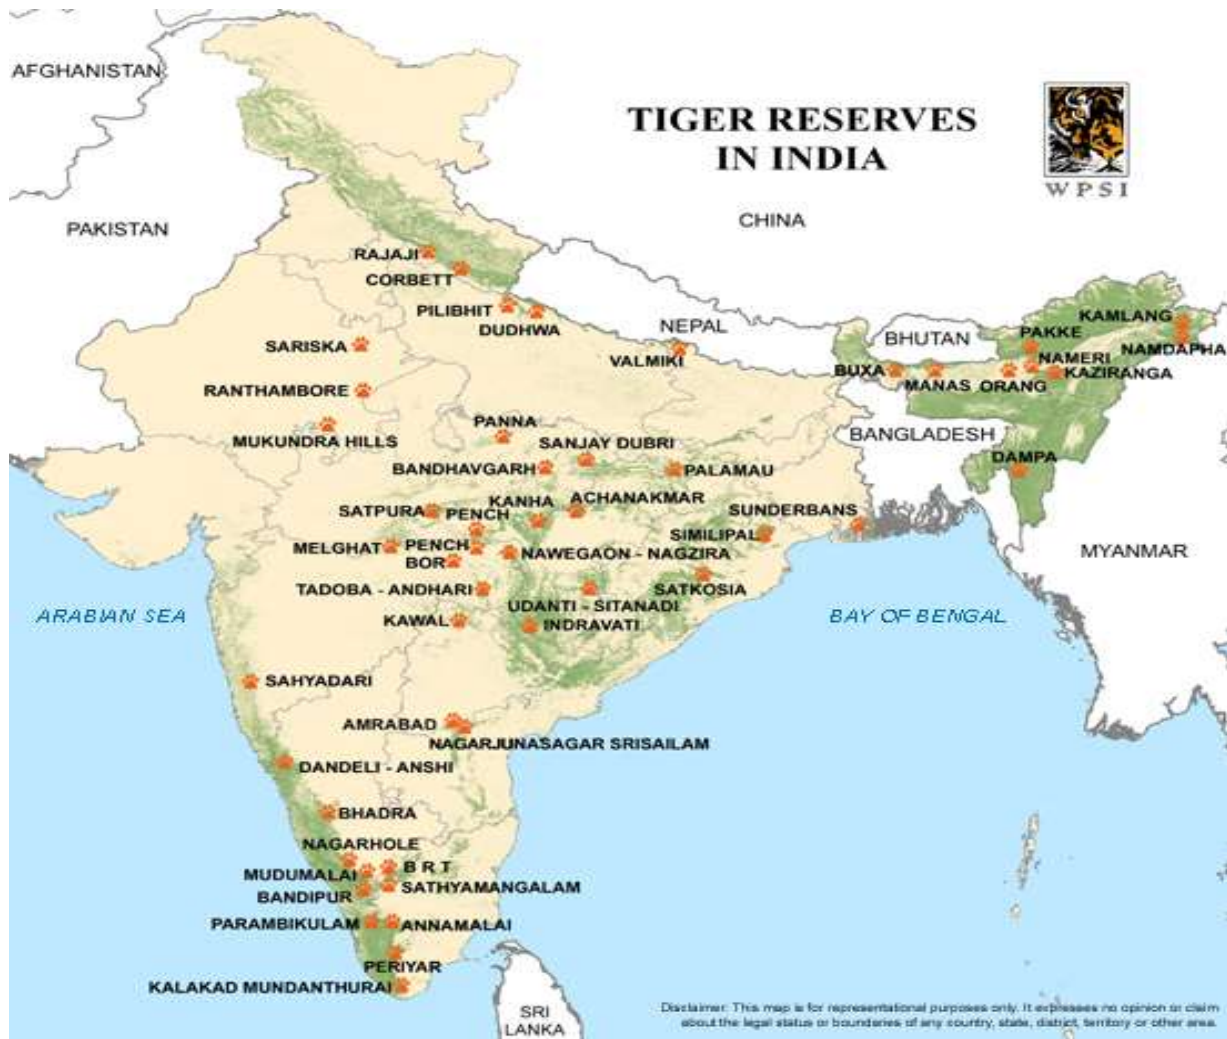 AFGHANISTAN
TIGER RESERVES
IN INDIA
WPSI
PAKISTAN
CHINA
RAJAJI
CORBETT
PILIBHIT
DUDHWA
NEPAL
VALMIKI
BHUTAN
KAMLANG
PAKKE
NAMDAPHA
NAMERI
BUXA
MANAS
ORANG
KAZIRANGA
SARISKA
RANTHAMBORE
MUKUNDRA HILLS
PANNA
SANJAY DUBRI
BANGLADESH
DAMPA
BANDHAVGARH
PALAMAU
KANHA
ACHANAKMAR
SATPURA
PENCH
SUNDERBANS
SIMILIPAL
MELGHAT
PENCH
BOR
NAWEGAON - NAGZIRA
MYANMAR
TADOBA - ANDHARI
SATKOSIA
UDANTI - SITANADI
ARABIAN SEA
KAWAL
INDRAVATI
BAY OF BENGAL
SAHYADARI
AMRABAD
NAGARJUNASAGAR SRISAILAM
DANDELI - ANSHI
BHADRA
NAGARHOLE
MUDUMALAI
B R T
BANDIPUR
SATHYAMANGALAM
PARAMBIKULAM
ANNAMALAI
PERIYAR
KALAKAD MUNDANTHURAI
SRI
LANKA
Disclaimer: This map is for representational purposes only. It expresses no opinion or claim
about the legal status or boundaries of any country, state, district, territory or other area.